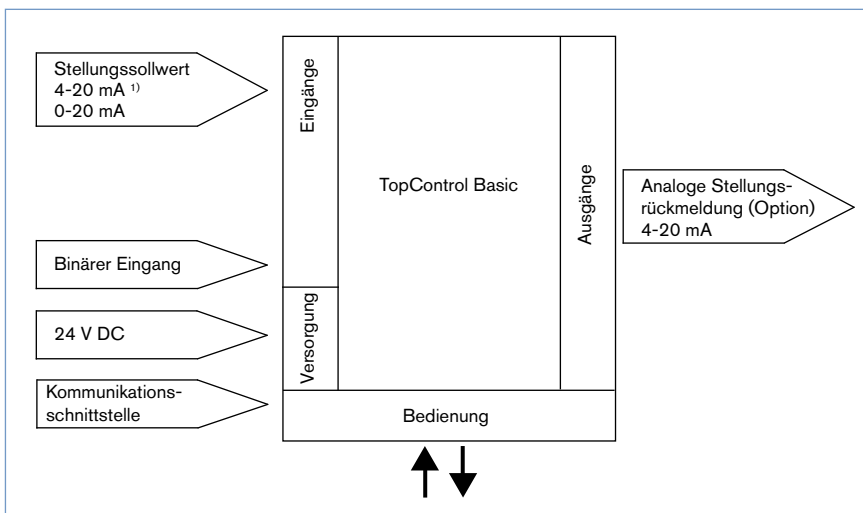 Stellungssollwert
4-20 mA ¹⁾
0-20 mA
Eingänge
TopControl Basic
Ausgänge
Analoge Stellungs-
rückmeldung (Option)
4-20 mA
Binärer Eingang
24 V DC
Versorgung
Kommunikations-
schnittstelle
Bedienung